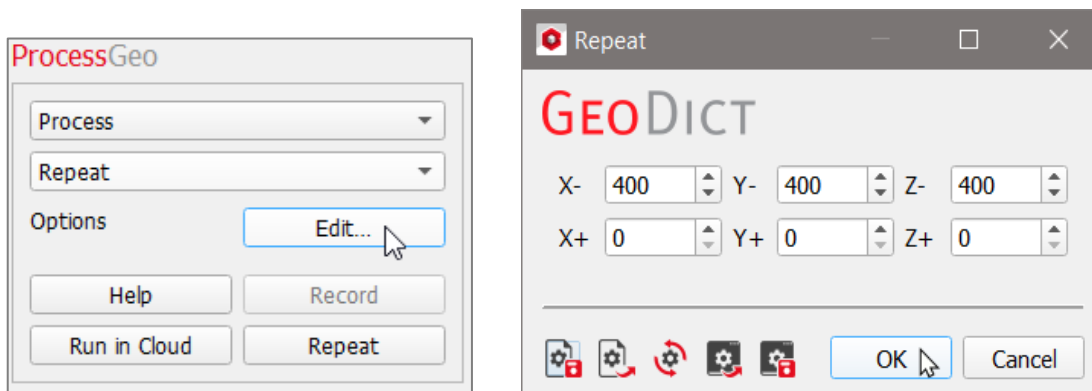 ProcessGeo
Process
Repeat
Options Edit...
Help Record
Run in Cloud Repeat
Repeat
GEODICT
X- 400 Y- 400 Z- 400
X+ 0 Y+ 0 Z+ 0
OK Cancel